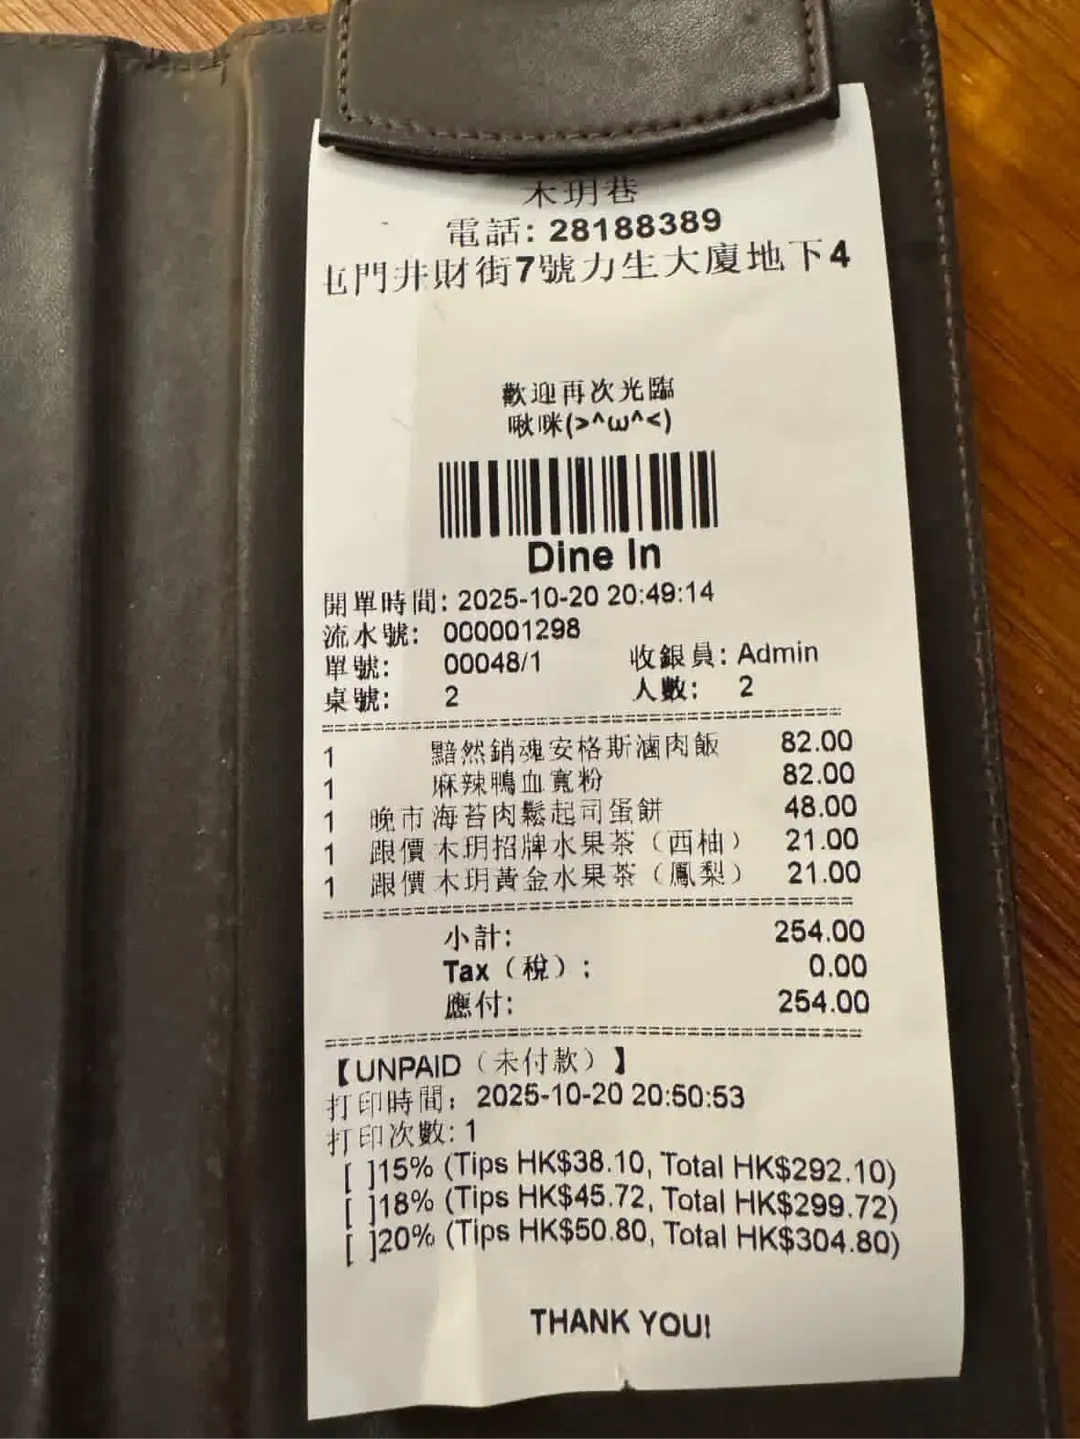 木玥巷
電話: 28188389
屯門井財街7號力生大廈地下4
歡迎再次光臨
啾咪(>^ω^<)
Dine In
開單時間: 2025-10-20 20:49:14
流水號: 000001298
單號: 00048/1 收銀員: Admin
桌號: 2 人數: 2
1 黯然銷魂安格斯滷肉飯 82.00
1 麻辣鴨血寬粉 82.00
1 晚市 海苔肉鬆起司蛋餅 48.00
1 跟價 木玥招牌水果茶（西柚） 21.00
1 跟價 木玥黃金水果茶（鳳梨） 21.00
小計: 254.00
Tax（稅）: 0.00
應付: 254.00
【UNPAID（未付款）】
打印時間: 2025-10-20 20:50:53
打印次數: 1
[ ]15% (Tips HK$38.10, Total HK$292.10)
[ ]18% (Tips HK$45.72, Total HK$299.72)
[ ]20% (Tips HK$50.80, Total HK$304.80)
THANK YOU!